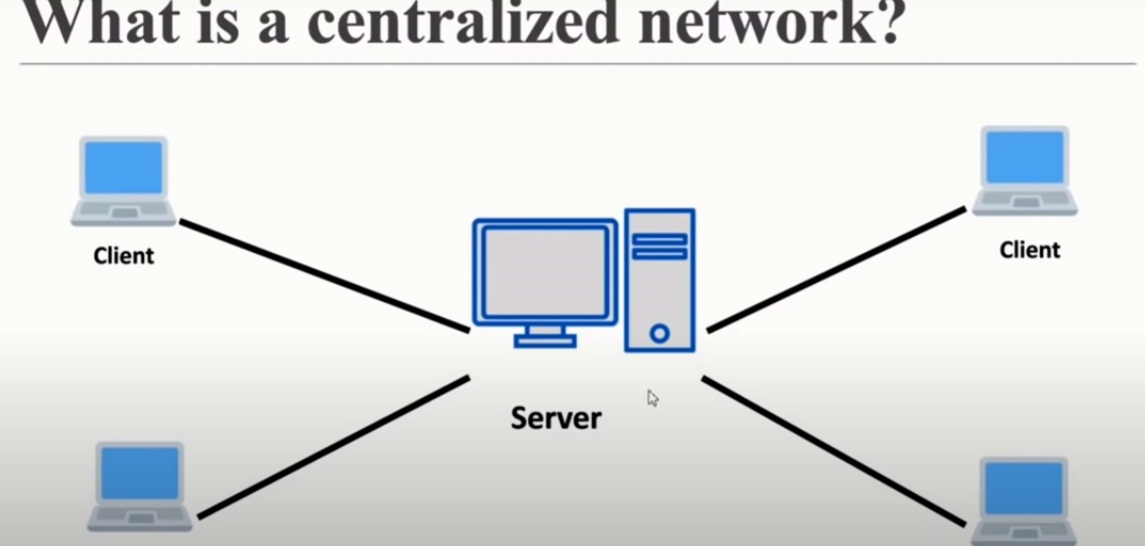 What is a centralized network?
Client
Client
Server